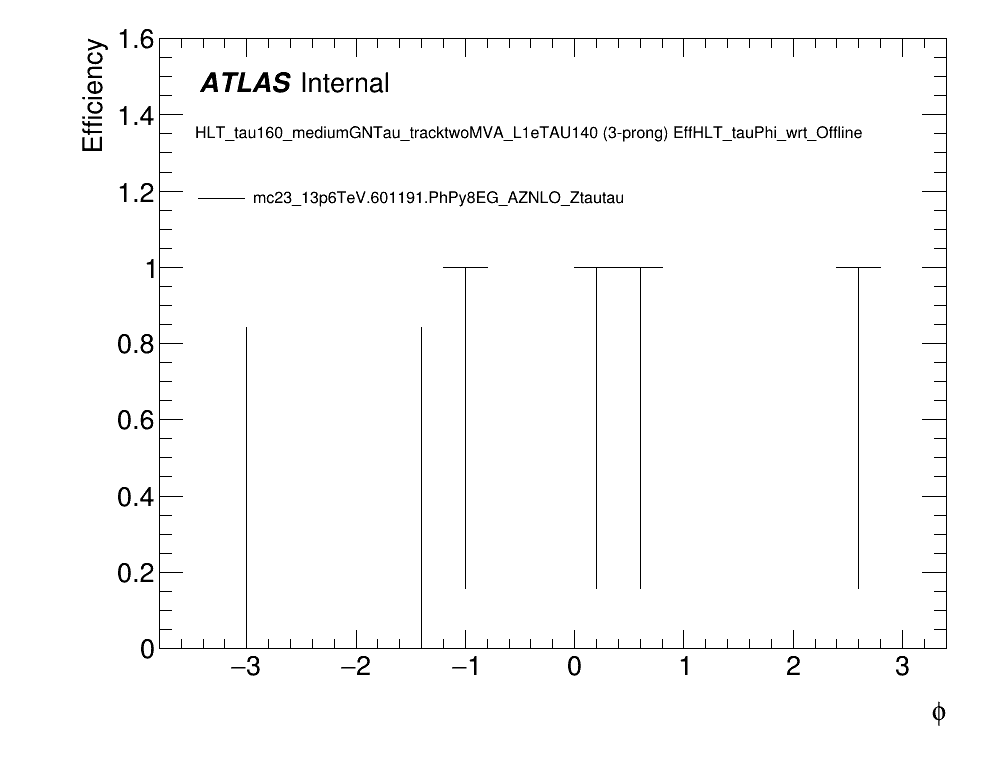 Efficiency
1.6
1.4
1.2
1
0.8
0.6
0.4
0.2
0
ATLAS Internal
HLT_tau160_mediumGNTau_tracktwoMVA_L1eTAU140 (3-prong) EffHLT_tauPhi_wrt_Offline
mc23_13p6TeV.601191.PhPy8EG_AZNLO_Ztautau
−3 −2 −1 0 1 2 3
ϕ